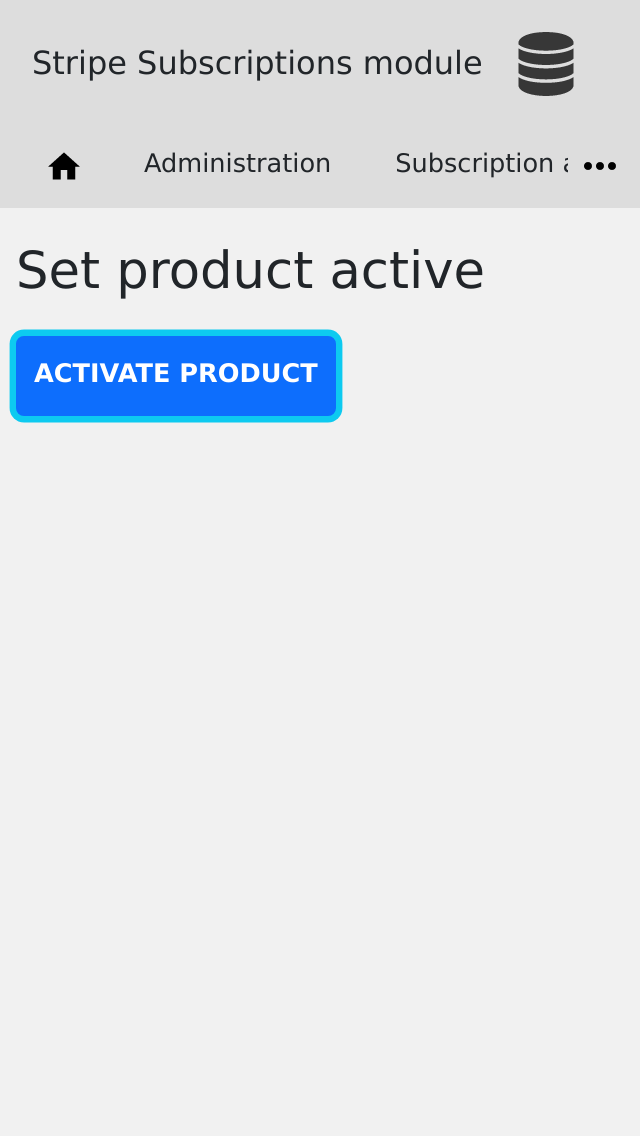 Stripe Subscriptions module
Administration
Subscription
Set product active
ACTIVATE PRODUCT